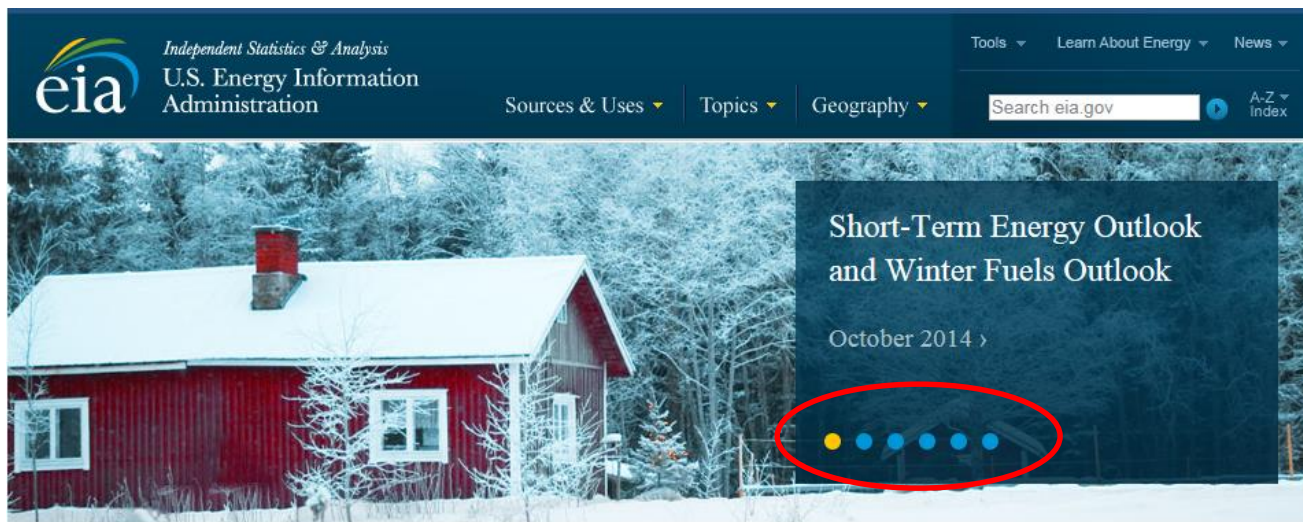 eia
Independent Statistics & Analysis
U.S. Energy Information
Administration
Sources & Uses
Topics
Geography
Tools
Learn About Energy
News
Search eia.gov
A-Z
Index
Short-Term Energy Outlook
and Winter Fuels Outlook
October 2014 ›